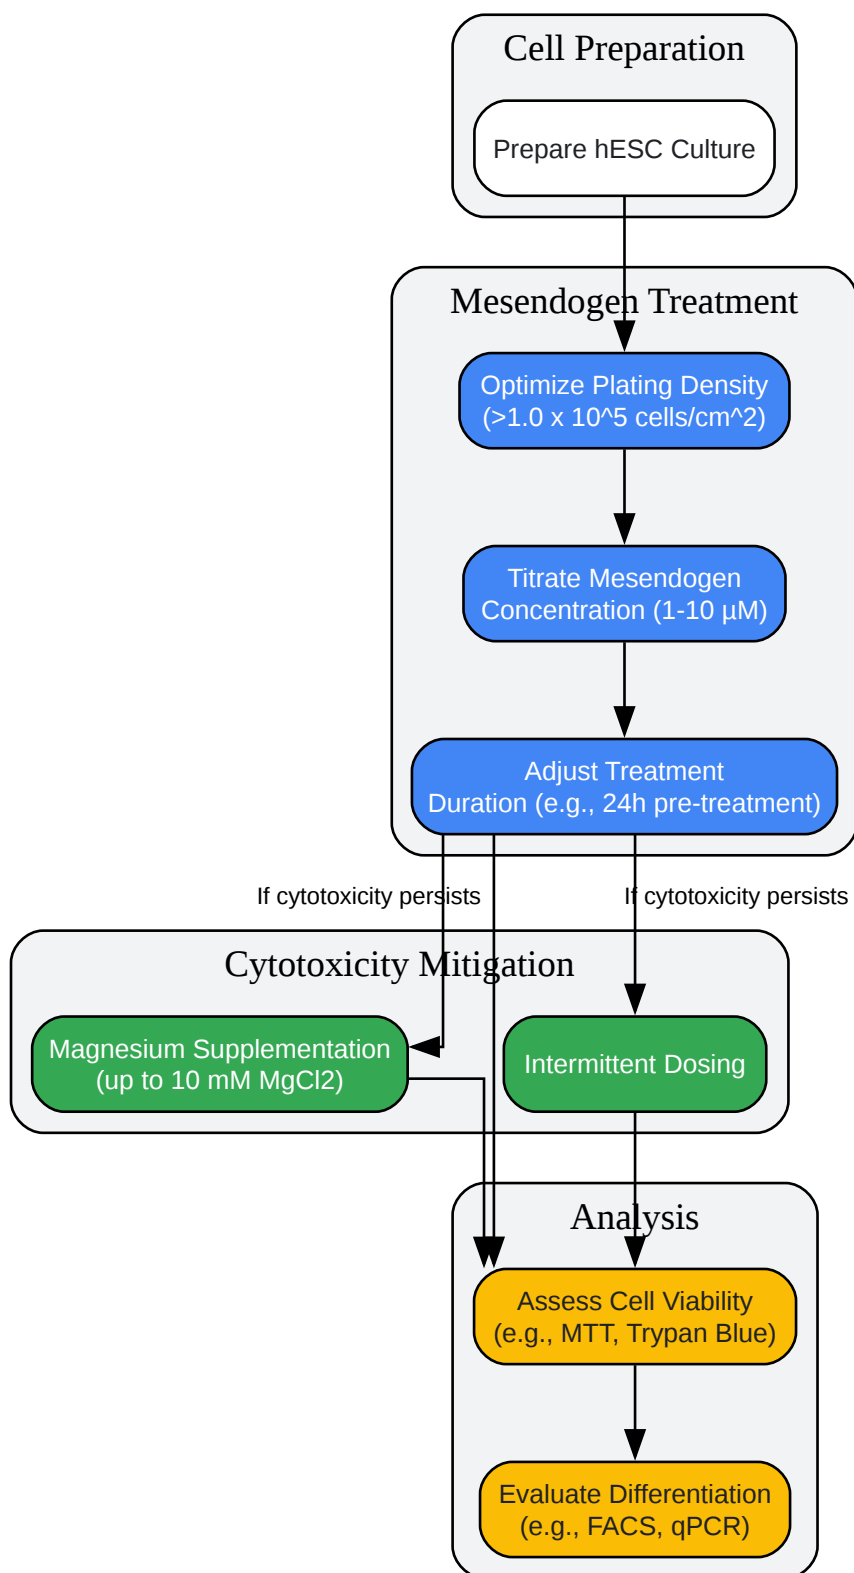 Cell Preparation
Prepare hESC Culture
Mesendogen Treatment
Optimize Plating Density
(>1.0 x 10^5 cells/cm^2)
Titrate Mesendogen
Concentration (1-10 µM)
Adjust Treatment
Duration (e.g., 24h pre-treatment)
If cytotoxicity persists
If cytotoxicity persists
Cytotoxicity Mitigation
Magnesium Supplementation
(up to 10 mM MgCl2)
Intermittent Dosing
Analysis
Assess Cell Viability
(e.g., MTT, Trypan Blue)
Evaluate Differentiation
(e.g., FACS, qPCR)